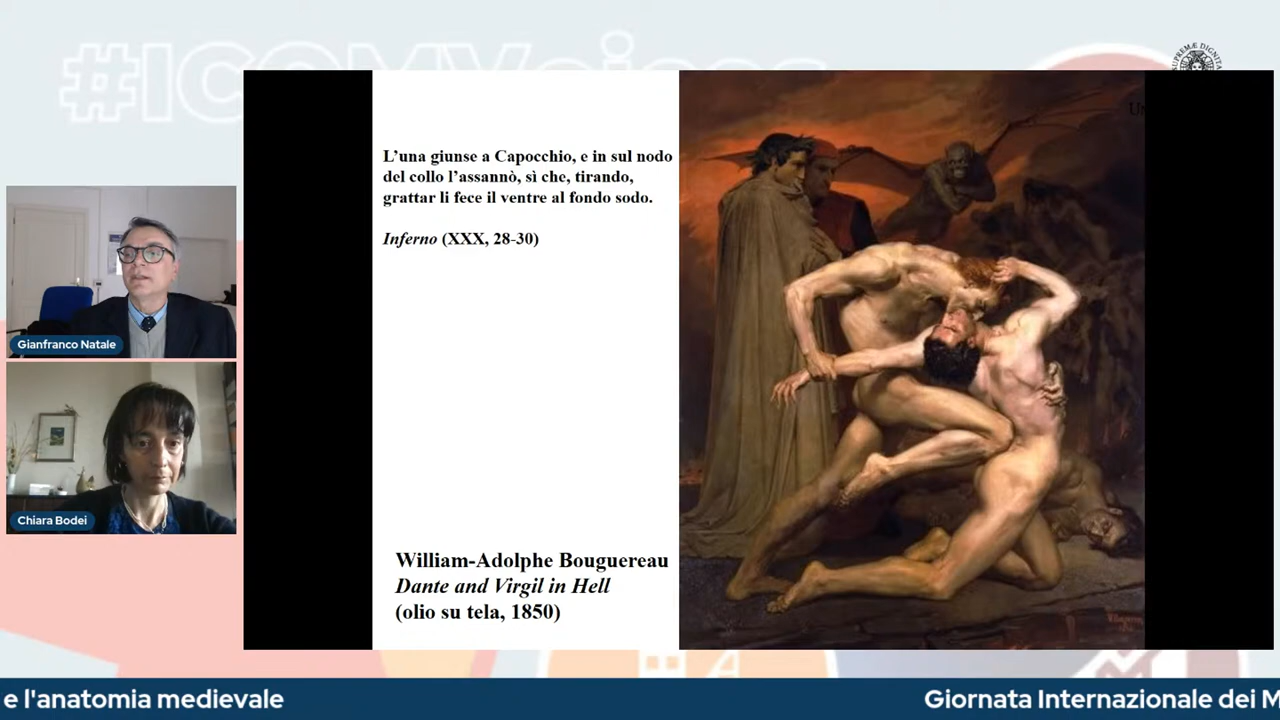 SUPREMÆ DIGNITA
L'una giunse a Capocchio, e in sul nodo
del collo l'assannò, sì che, tirando,
grattar li fece il ventre al fondo sodo.
Inferno (XXX, 28-30)
Gianfranco Natale
Chiara Bodei
William-Adolphe Bouguereau
Dante and Virgil in Hell
(olio su tela, 1850)
e l'anatomia medievale
Giornata Internazionale dei M